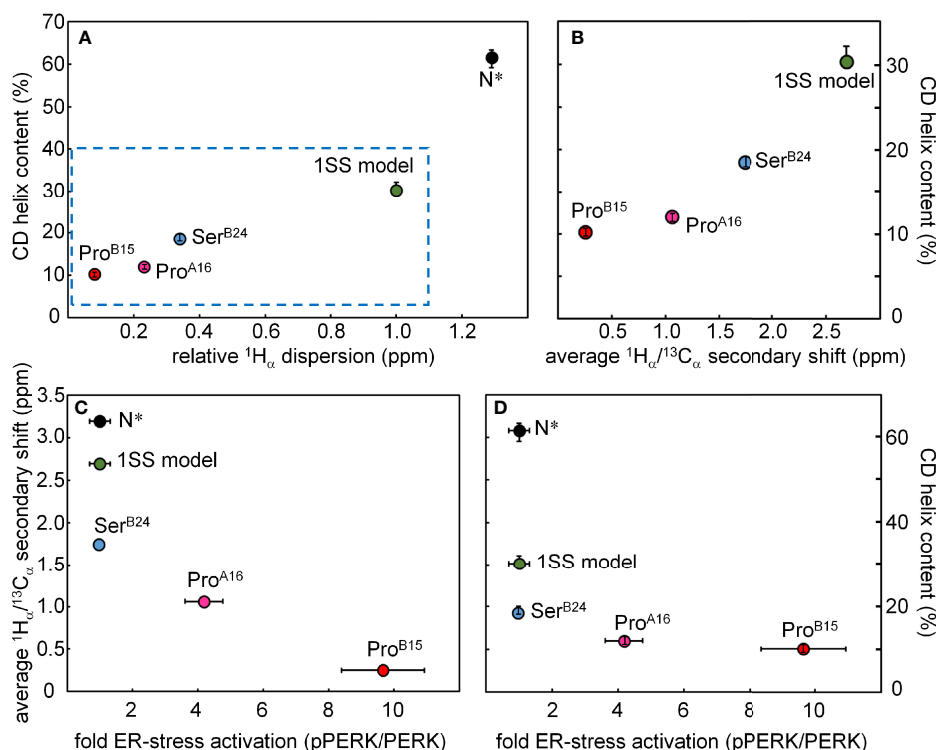 A
CD helix content (%)
70
60
50
40
30
20
10
0
N*
1SS model
Ser^B24
Pro^B15
Pro^A16
0.2 0.4 0.6 0.8 1.0 1.2
relative ¹Hα dispersion (ppm)
B
CD helix content (%)
30
20
10
0
1SS model
Ser^B24
Pro^A16
Pro^B15
0.5 1.0 1.5 2.0 2.5
average ¹Hα/¹³Cα secondary shift (ppm)
C
average ¹Hα/¹³Cα secondary shift (ppm)
3.5
3.0
2.5
2.0
1.5
1.0
0.5
0
N*
1SS model
Ser^B24
Pro^A16
Pro^B15
2 4 6 8 10
fold ER-stress activation (pPERK/PERK)
D
CD helix content (%)
60
40
20
0
N*
1SS model
Ser^B24
Pro^A16
Pro^B15
2 4 6 8 10
fold ER-stress activation (pPERK/PERK)